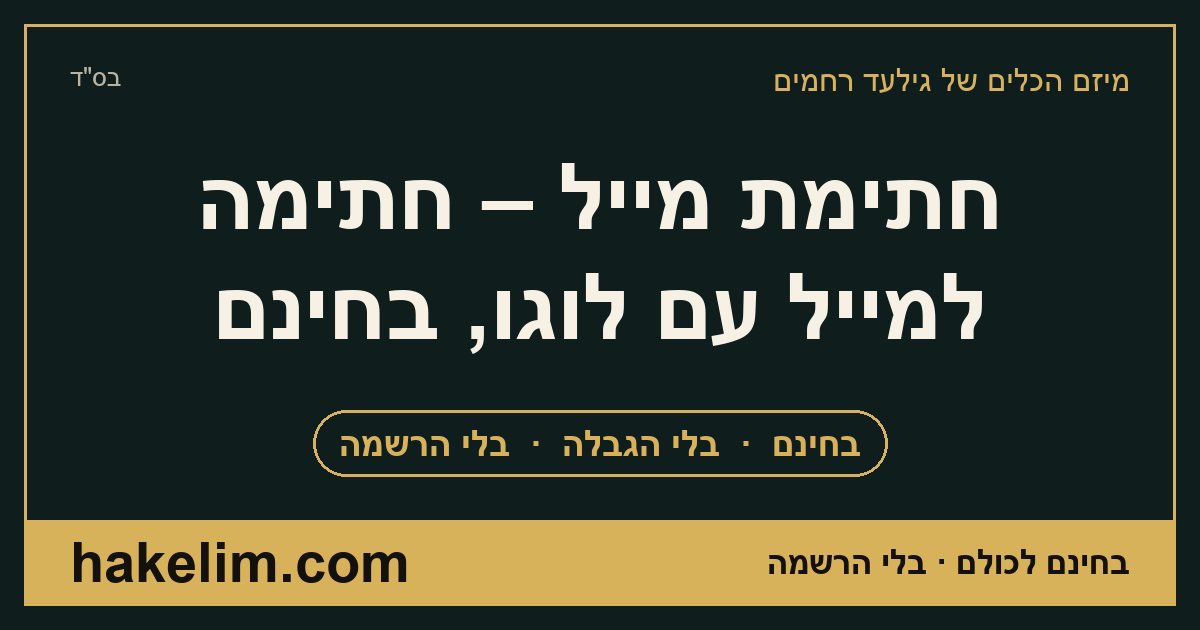 מיזם הכלים של גילעד רחמים
בס"ד
חתימת מייל – חתימה
למייל עם לוגו, בחינם
בחינם · בלי הגבלה · בלי הרשמה
בחינם לכולם · בלי הרשמה
hakelim.com